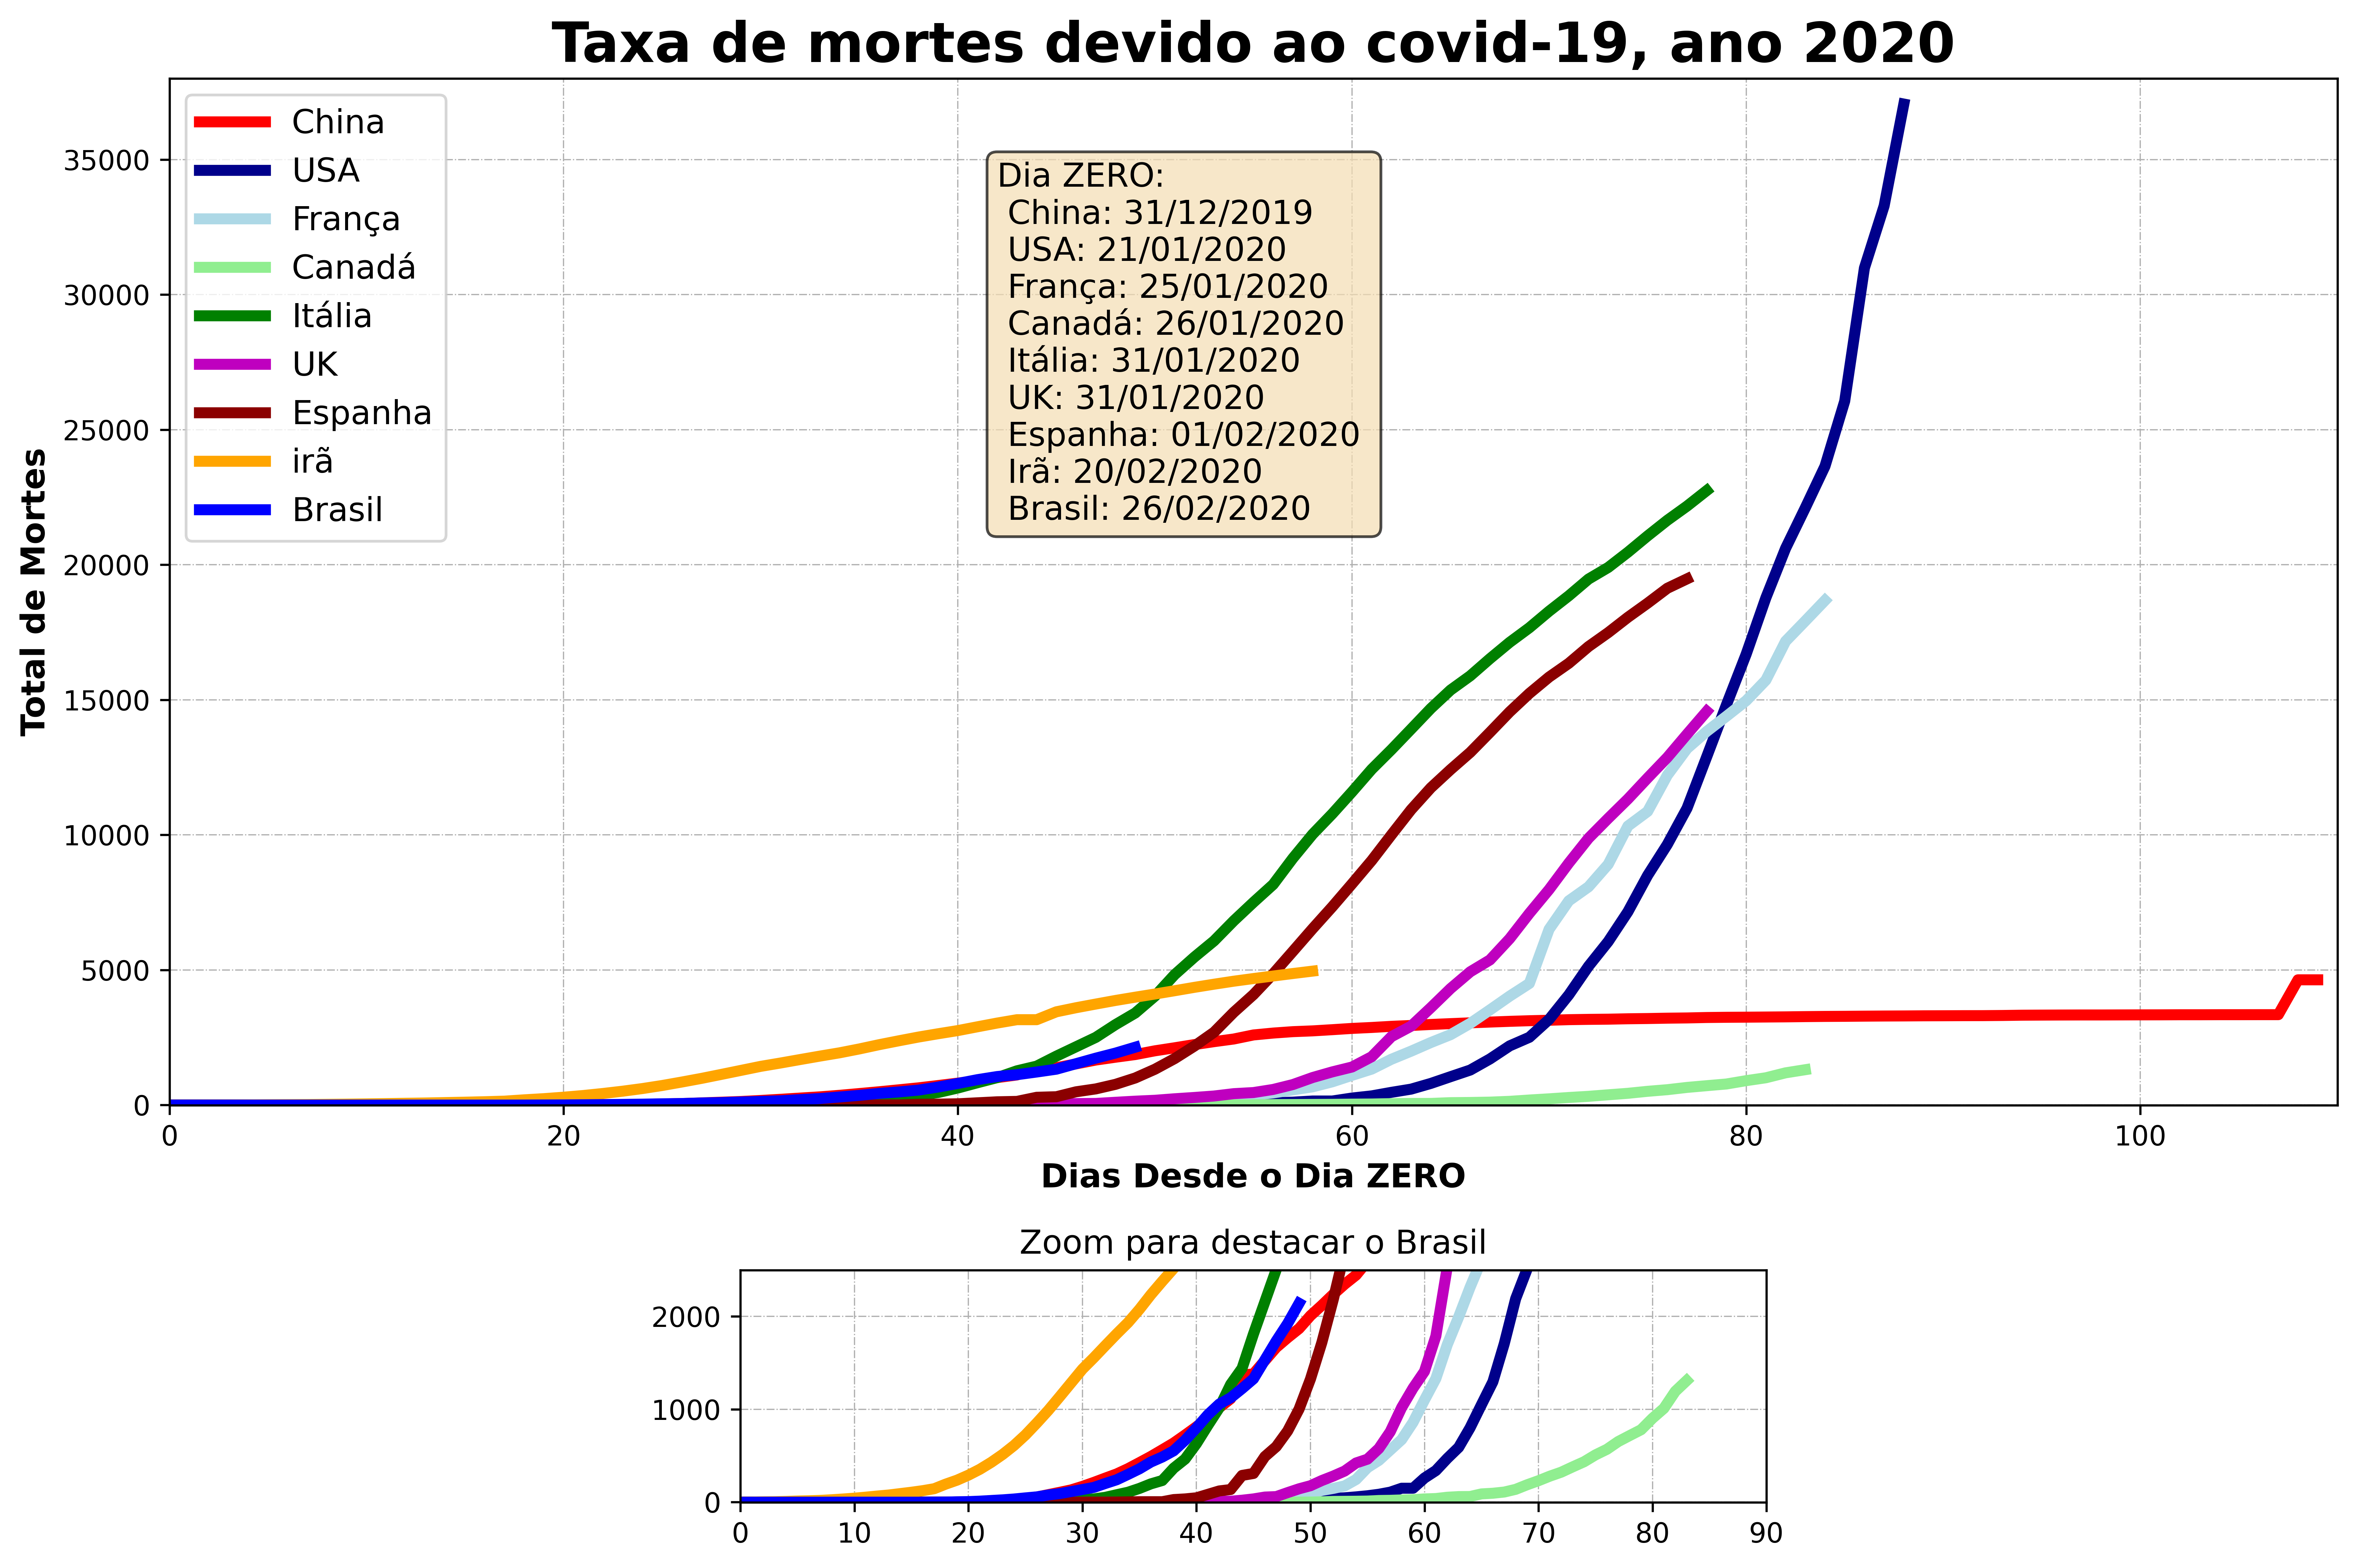 Taxa de mortes devido ao covid-19, ano 2020
China
USA
França
Canadá
Itália
UK
Espanha
irã
Brasil
Dia ZERO:
China: 31/12/2019
USA: 21/01/2020
França: 25/01/2020
Canadá: 26/01/2020
Itália: 31/01/2020
UK: 31/01/2020
Espanha: 01/02/2020
Irã: 20/02/2020
Brasil: 26/02/2020
Total de Mortes
35000
30000
25000
20000
15000
10000
5000
0
0 20 40 60 80 100
Dias Desde o Dia ZERO
Zoom para destacar o Brasil
2000
1000
0
0 10 20 30 40 50 60 70 80 90